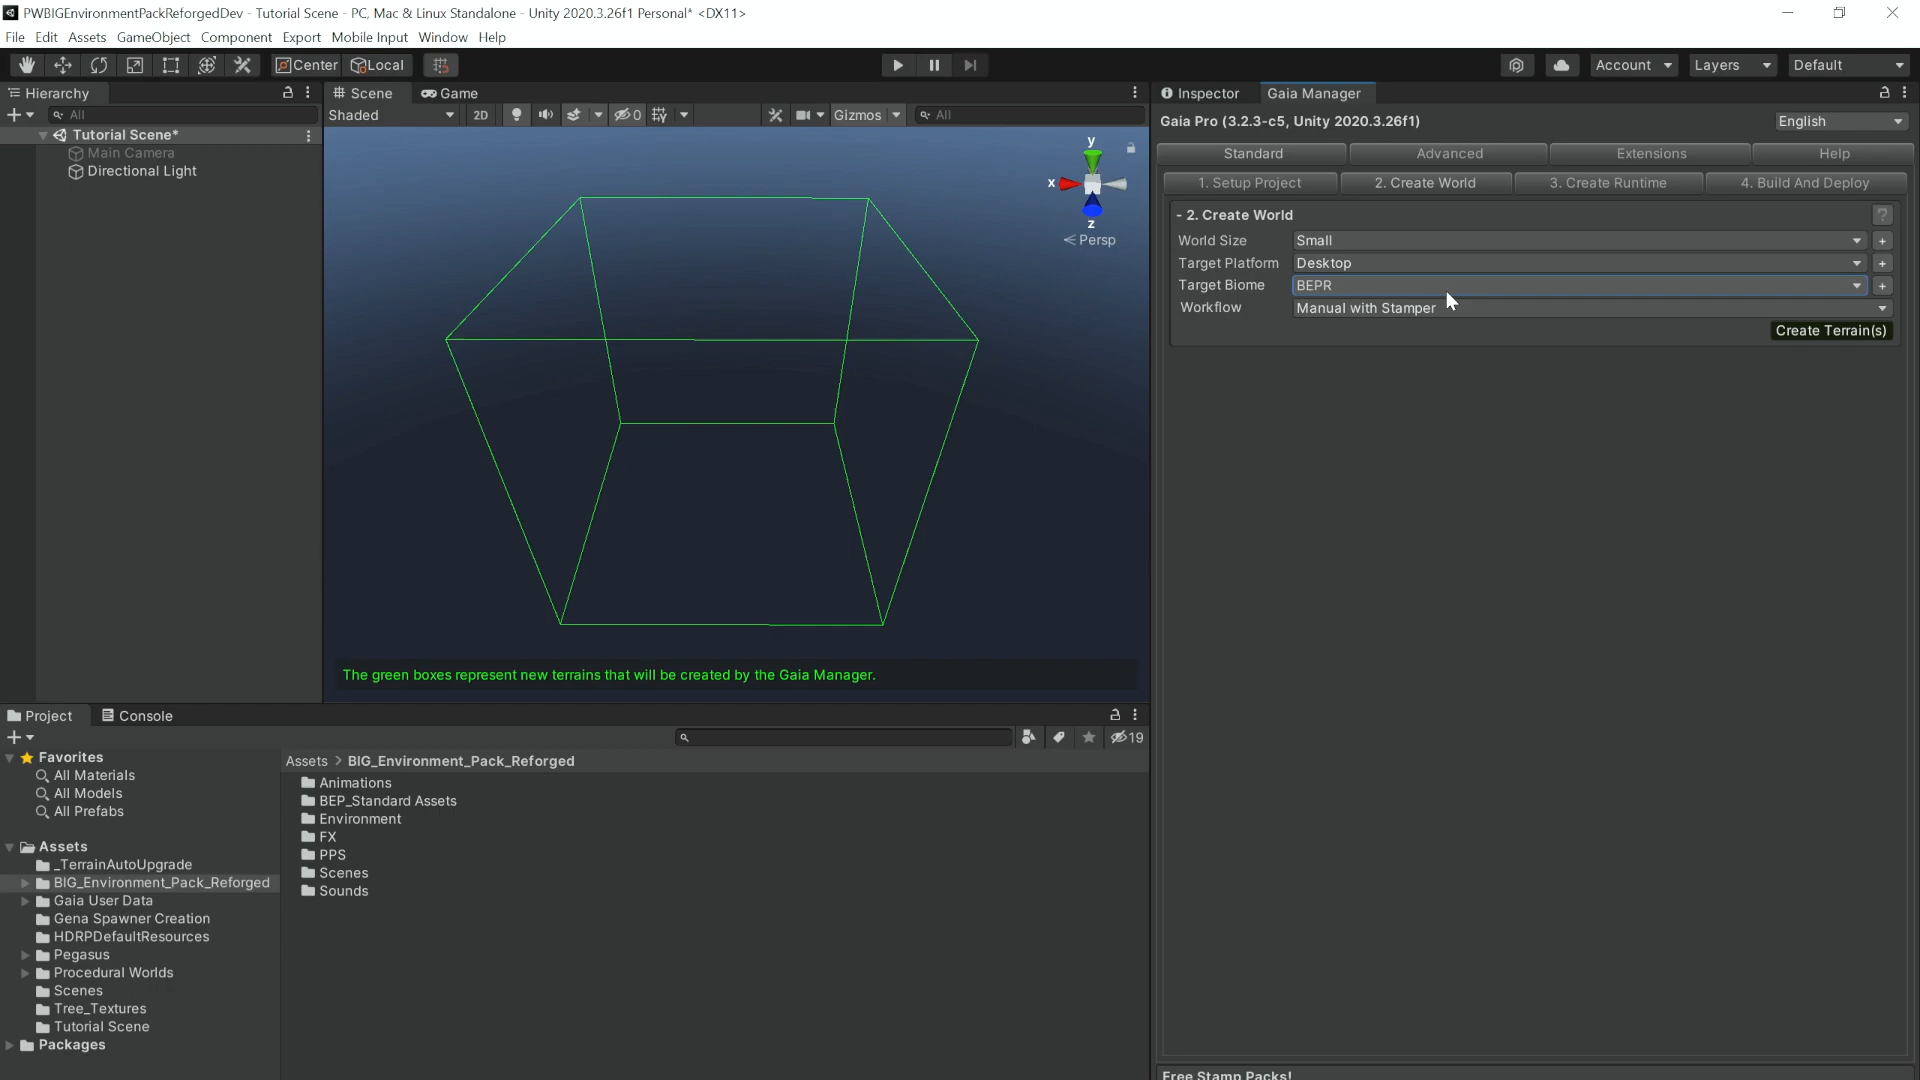 PWBIGEnvironmentPackReforgedDev - Tutorial Scene - PC, Mac & Linux Standalone - Unity 2020.3.26f1 Personal* <DX11>
File Edit Assets GameObject Component Export Mobile Input Window Help
Center Local Account Layers Default
Hierarchy
All
Tutorial Scene*
Main Camera
Directional Light
Scene Game
Shaded 2D 0 Gizmos All
y
x
z
Persp
The green boxes represent new terrains that will be created by the Gaia Manager.
Inspector Gaia Manager
Gaia Pro (3.2.3-c5, Unity 2020.3.26f1) English
Standard Advanced Extensions Help
1. Setup Project 2. Create World 3. Create Runtime 4. Build And Deploy
- 2. Create World ?
World Size Small +
Target Platform Desktop +
Target Biome BEPR +
Workflow Manual with Stamper
Create Terrain(s)
Free Stamp Packs!
Project Console
19
Favorites
All Materials
All Models
All Prefabs
Assets
_TerrainAutoUpgrade
BIG_Environment_Pack_Reforged
Gaia User Data
Gena Spawner Creation
HDRPDefaultResources
Pegasus
Procedural Worlds
Scenes
Tree_Textures
Tutorial Scene
Packages
Assets > BIG_Environment_Pack_Reforged
Animations
BEP_Standard Assets
Environment
FX
PPS
Scenes
Sounds